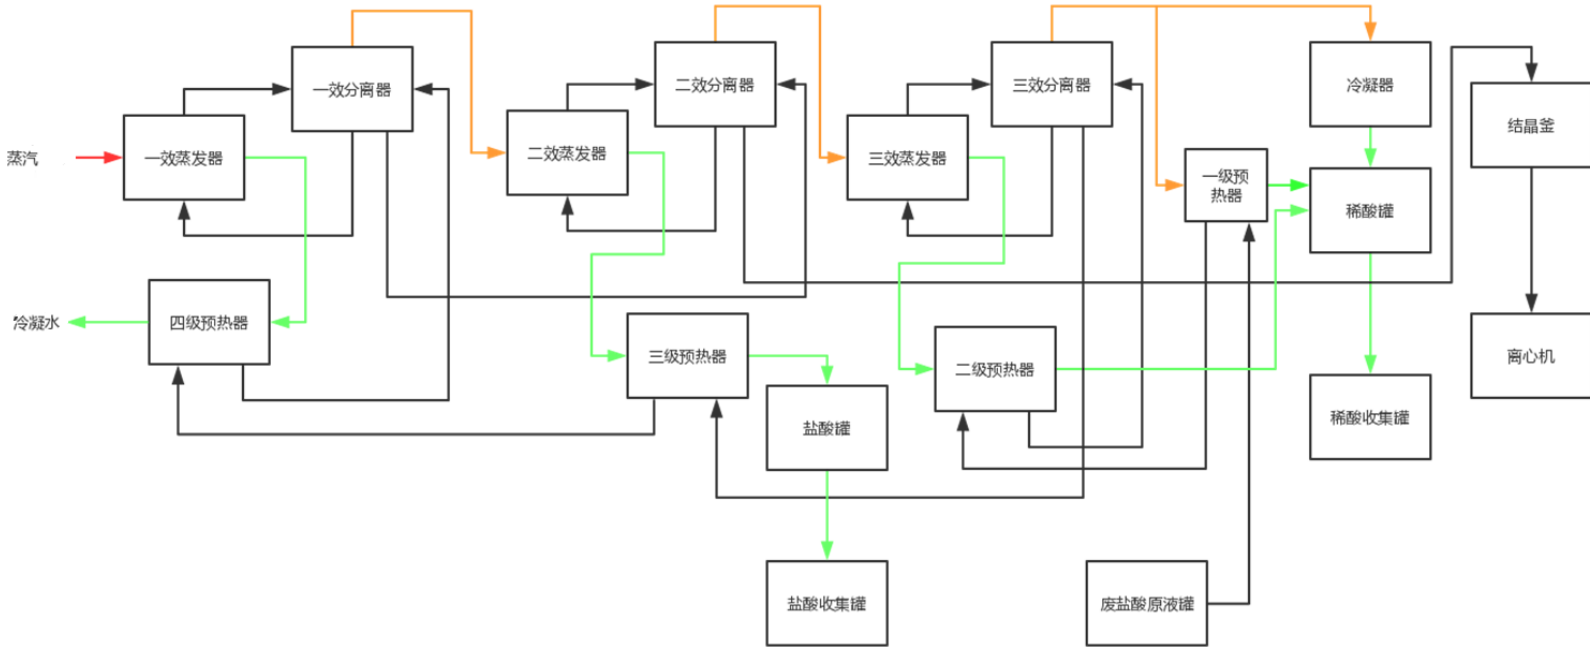 一效分离器
二效分离器
三效分离器
冷凝器
结晶釜
蒸汽
一效蒸发器
二效蒸发器
三效蒸发器
一级预
热器
稀酸罐
冷凝水
四级预热器
三级预热器
二级预热器
离心机
盐酸罐
稀酸收集罐
盐酸收集罐
废盐酸原液罐